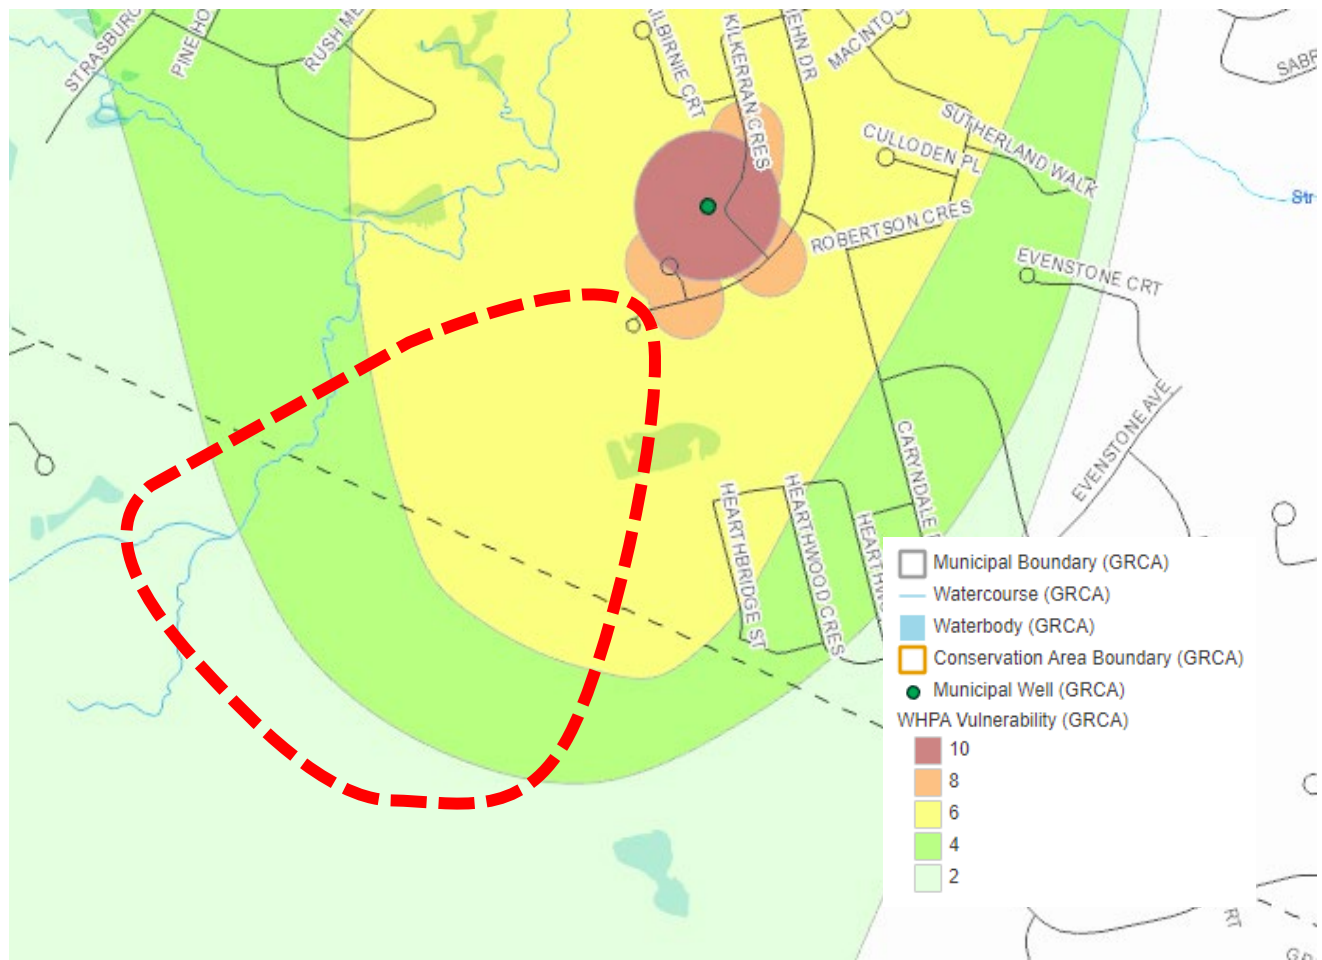 STRASBUR
PINE HO
RUSH ME
ILBIRNIE CRT
KILKERRAN CRES
EHN DR
MACINTOS
SABR
SUTHERLAND WALK
CULLODEN PL
Str
ROBERTSON CRES
EVENSTONE CRT
EVENSTONE AVE
CARYNDALE
HEARTHBRIDGE ST
HEARTHWOOD CRES
HEARTHW
Municipal Boundary (GRCA)
Watercourse (GRCA)
Waterbody (GRCA)
Conservation Area Boundary (GRCA)
Municipal Well (GRCA)
WHPA Vulnerability (GRCA)
10
8
6
4
2
RT